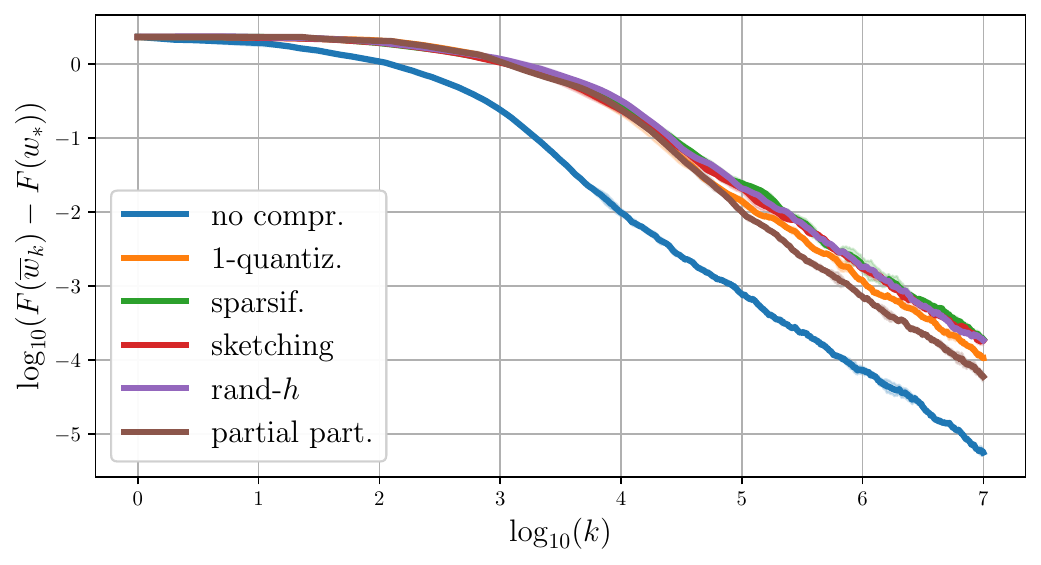 log₁₀(F(w̅ₖ) − F(w₊))
0
−1
−2
−3
−4
−5
no compr.
1-quantiz.
sparsif.
sketching
rand-h
partial part.
0 1 2 3 4 5 6 7
log₁₀(k)